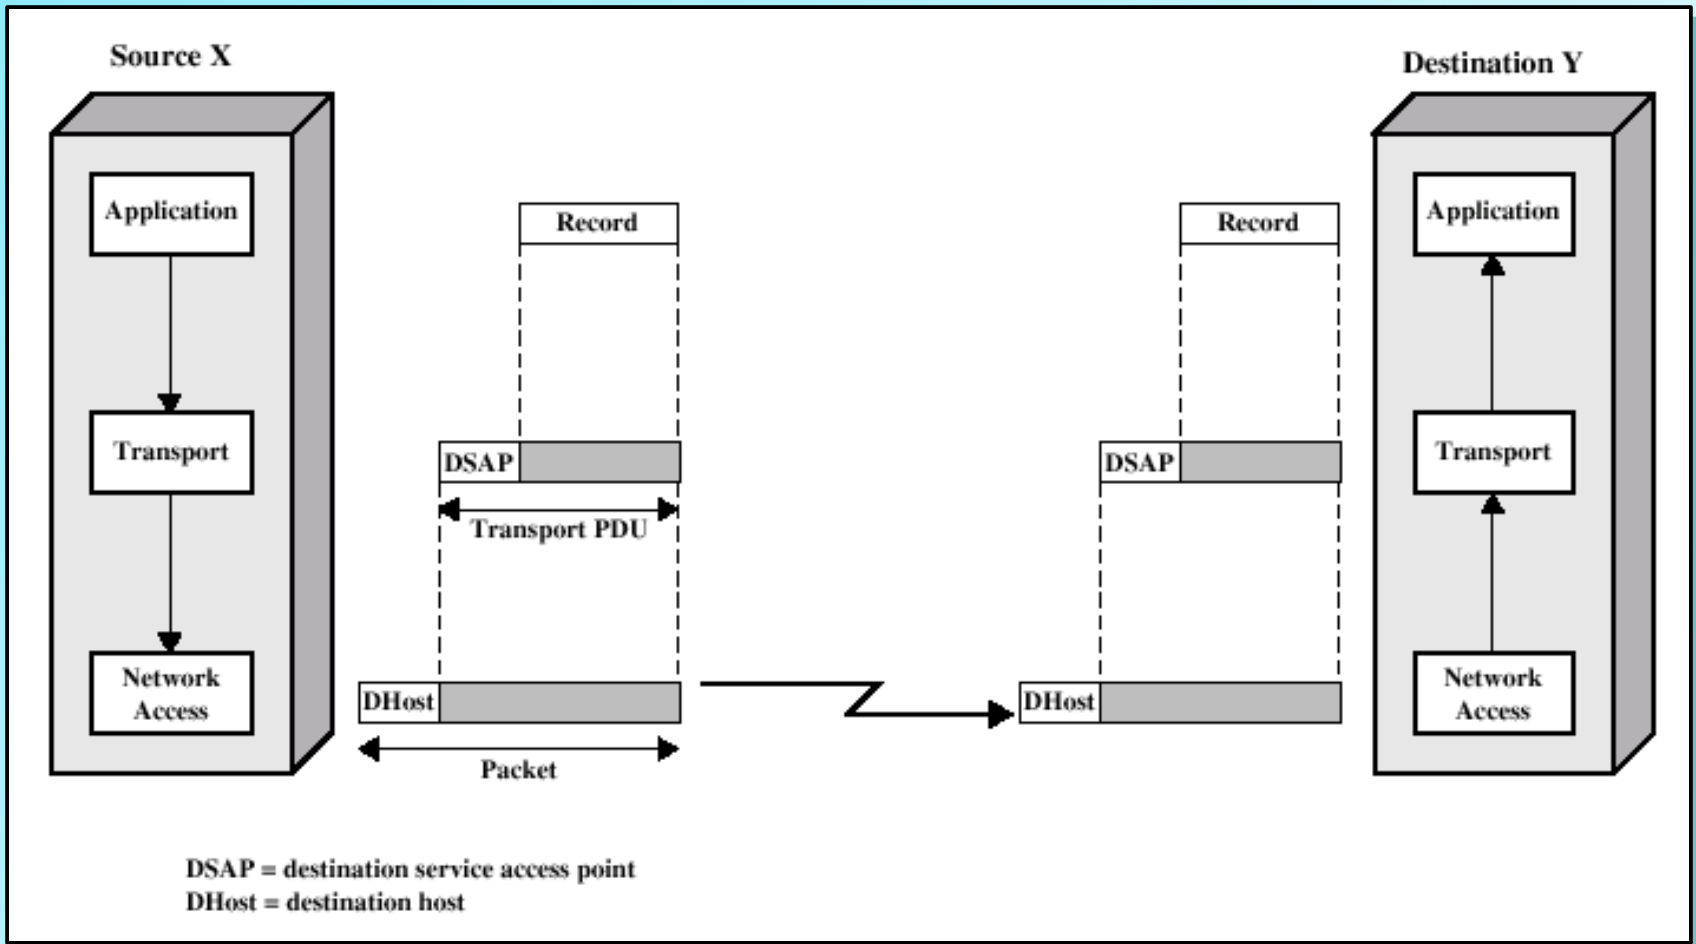 Source X
Destination Y
Application
Record
Record
Application
Transport
DSAP
DSAP
Transport
Transport PDU
Network
Access
DHost
DHost
Network
Access
Packet
DSAP = destination service access point
DHost = destination host